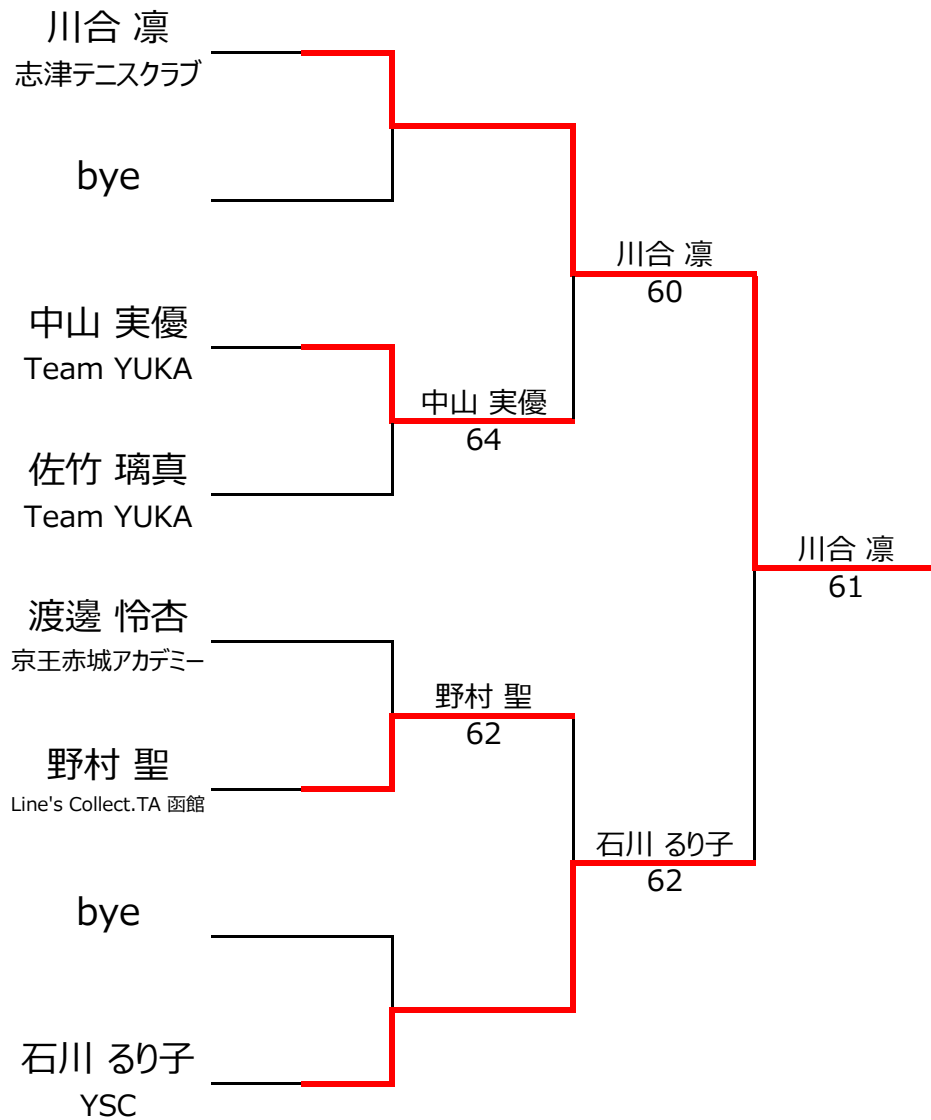 川合 凛
志津テニスクラブ
bye
中山 実優
Team YUKA
佐竹 璃真
Team YUKA
渡邊 怜杏
京王赤城アカデミー
野村 聖
Line's Collect.TA 函館
bye
石川 るり子
YSC
中山 実優
64
野村 聖
62
川合 凛
60
石川 るり子
62
川合 凛
61